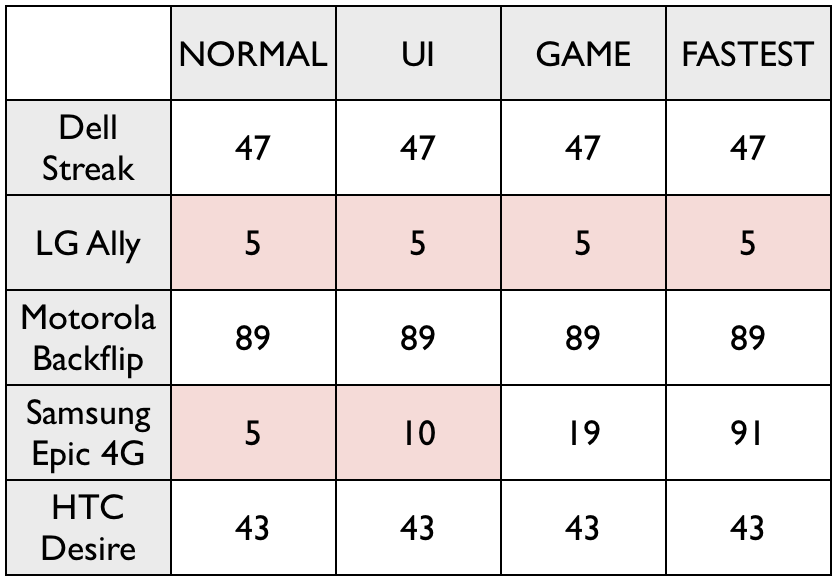 NORMAL UI GAME FASTEST
Dell
Streak 47 47 47 47
LG Ally 5 5 5 5
Motorola
Backflip 89 89 89 89
Samsung
Epic 4G 5 10 19 91
HTC
Desire 43 43 43 43